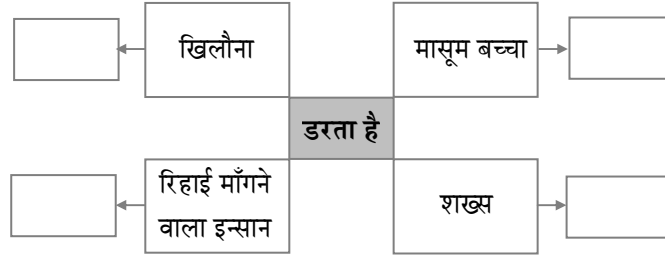 खिलौना
मासूम बच्चा
डरता है
रिहाई माँगने
वाला इन्सान
शख्स